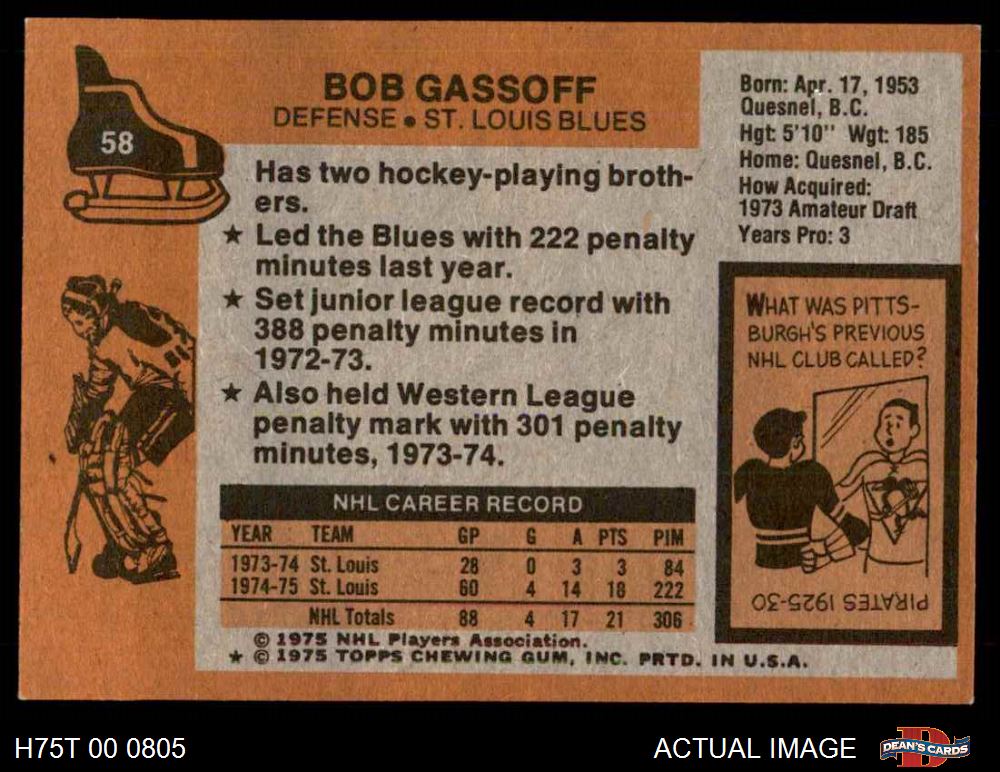 58
BOB GASSOFF
DEFENSE • ST. LOUIS BLUES
Has two hockey-playing broth-
ers.
★ Led the Blues with 222 penalty
minutes last year.
★ Set junior league record with
388 penalty minutes in
1972-73.
★ Also held Western League
penalty mark with 301 penalty
minutes, 1973-74.
Born: Apr. 17, 1953
Quesnel, B.C.
Hgt: 5'10" Wgt: 185
Home: Quesnel, B.C.
How Acquired:
1973 Amateur Draft
Years Pro: 3
WHAT WAS PITTS-
BURGH'S PREVIOUS
NHL CLUB CALLED?
PIRATES 1925-30
NHL CAREER RECORD
YEAR TEAM GP G A PTS PIM
1973-74 St. Louis 28 0 3 3 84
1974-75 St. Louis 60 4 14 18 222
NHL Totals 88 4 17 21 306
© 1975 NHL Players Association.
★ © 1975 TOPPS CHEWING GUM, INC. PRTD. IN U.S.A.
H75T 00 0805
ACTUAL IMAGE
D
DEAN'S CARDS